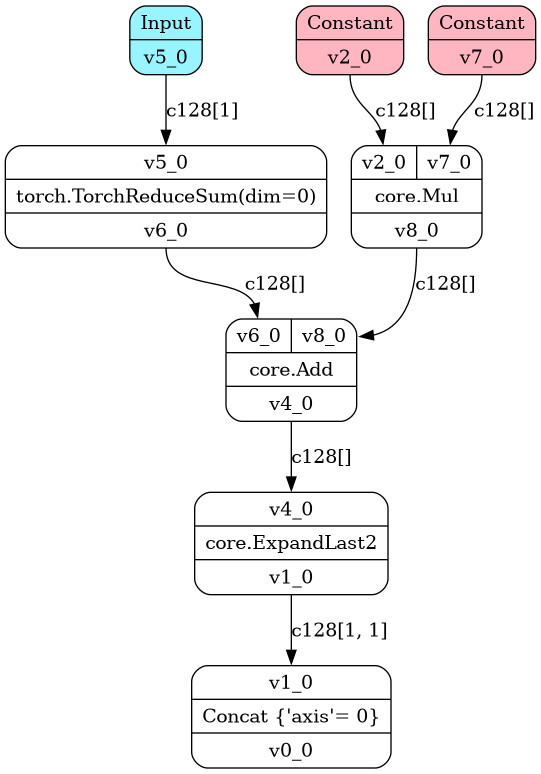 Input
v5_0
Constant
v2_0
Constant
v7_0
c128[1]
c128[]
c128[]
v5_0
torch.TorchReduceSum(dim=0)
v6_0
v2_0
v7_0
core.Mul
v8_0
c128[]
c128[]
v6_0
v8_0
core.Add
v4_0
c128[]
v4_0
core.ExpandLast2
v1_0
c128[1, 1]
v1_0
Concat {'axis'= 0}
v0_0